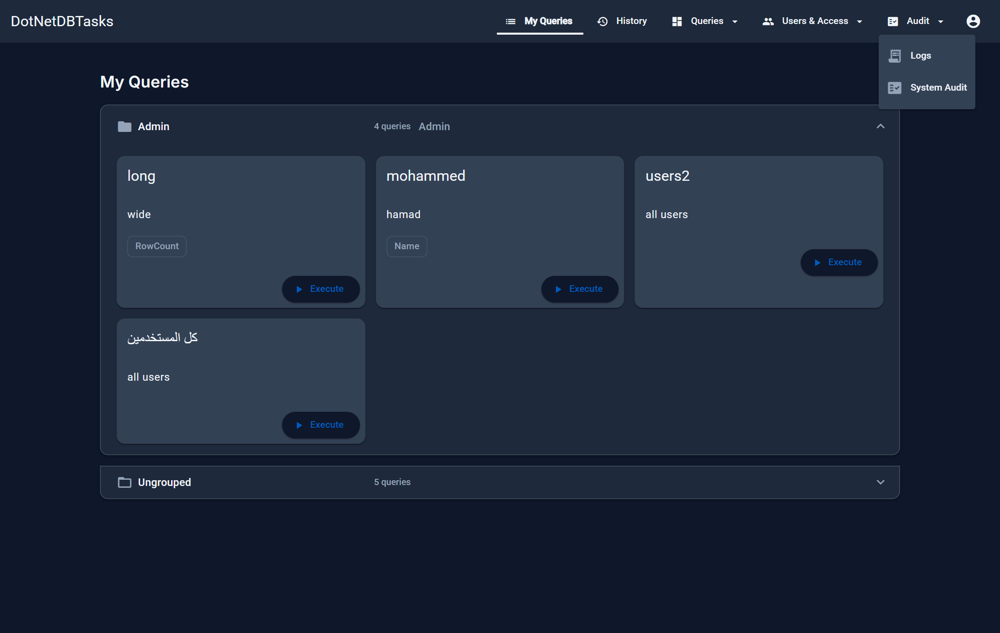 DotNetDBTasks
My Queries
History
Queries
Users & Access
Audit
Logs
System Audit
My Queries
Admin
4 queries
Admin
long
wide
RowCount
Execute
mohammed
hamad
Name
Execute
users2
all users
Execute
كل المستخدمين
all users
Execute
Ungrouped
5 queries